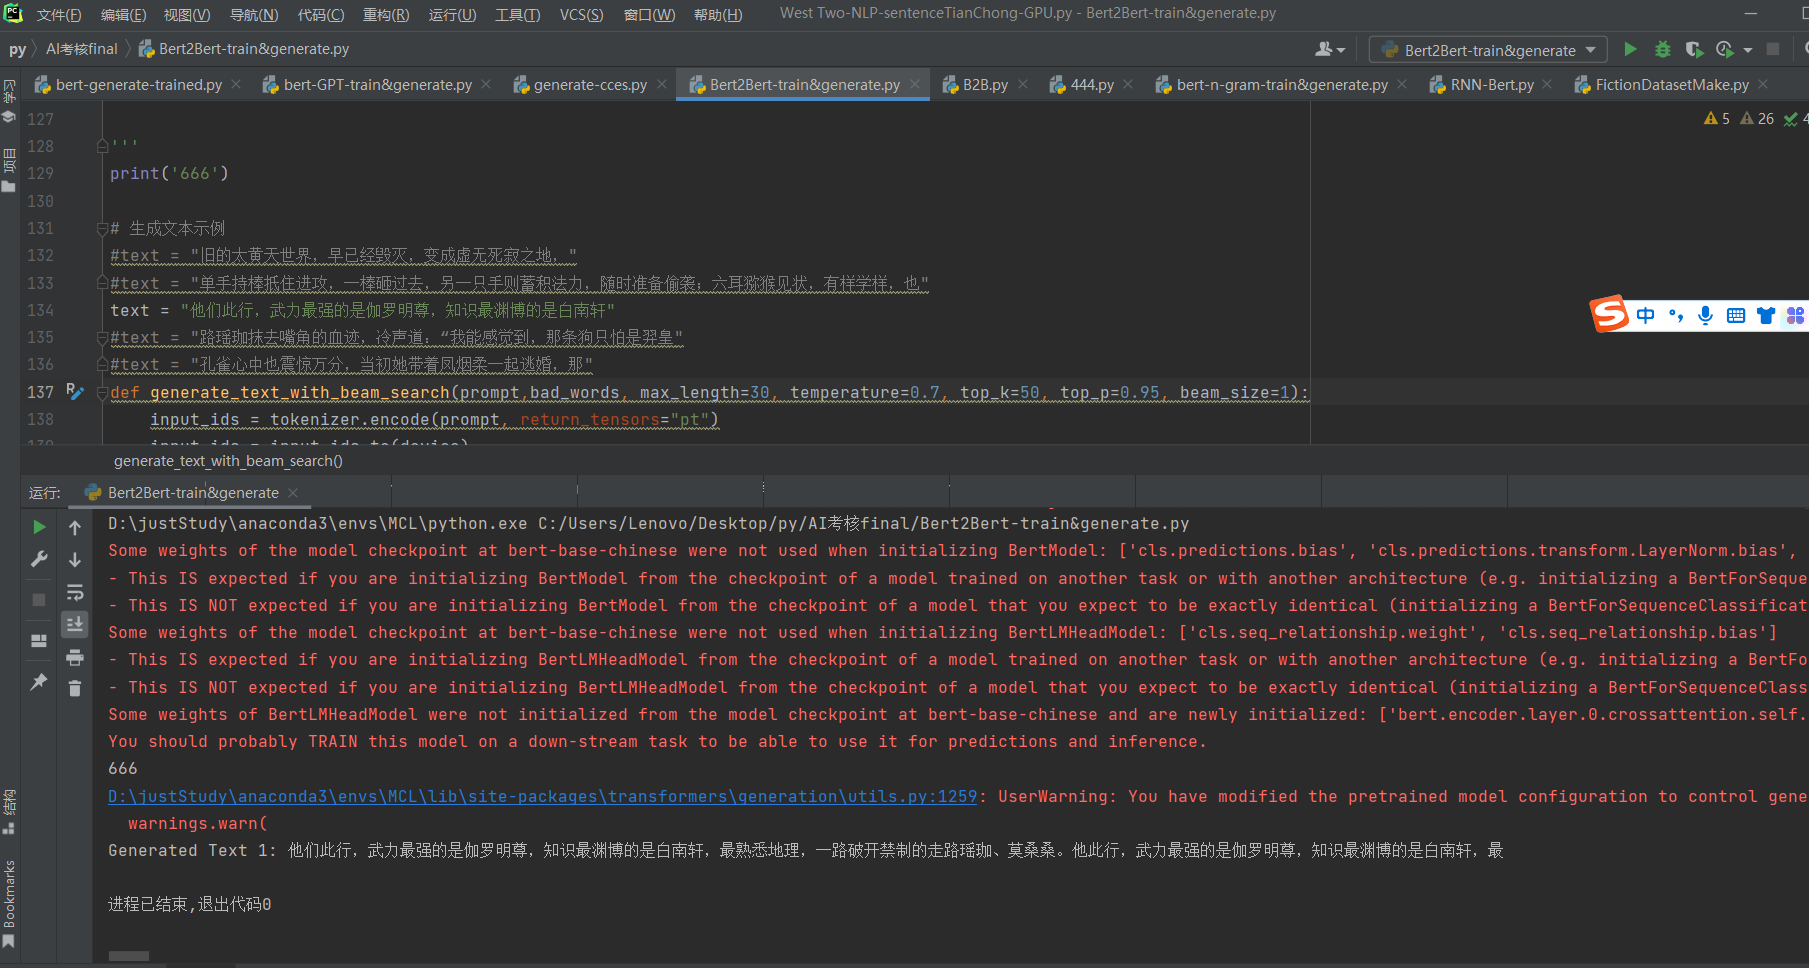 文件(F) 编辑(E) 视图(V) 导航(N) 代码(C) 重构(R) 运行(U) 工具(T) VCS(S) 窗口(W) 帮助(H) West Two-NLP-sentenceTianChong-GPU.py - Bert2Bert-train&generate.py
py AI考核final Bert2Bert-train&generate.py Bert2Bert-train&generate
bert-generate-trained.py bert-GPT-train&generate.py generate-cces.py Bert2Bert-train&generate.py B2B.py 444.py bert-n-gram-train&generate.py RNN-Bert.py FictionDatasetMake.py
学习
项目
5 26 4
127
128 '''
129 print('666')
130
131 # 生成文本示例
132 #text = "旧的太黄天世界，早已经毁灭，变成虚无死寂之地，"
133 #text = "单手持棒抵住进攻，一棒砸过去，另一只手则蓄积法力，随时准备偷袭；六耳猕猴见状，有样学样，也"
134 text = "他们此行，武力最强的是伽罗明尊，知识最渊博的是白南轩"
135 #text = "路瑶珈抹去嘴角的血迹，冷声道：“我能感觉到，那条狗只怕是羿皇"
136 #text = "孔雀心中也震惊万分，当初她带着凤烟柔一起逃婚，那"
137 def generate_text_with_beam_search(prompt,bad_words, max_length=30, temperature=0.7, top_k=50, top_p=0.95, beam_size=1):
138 input_ids = tokenizer.encode(prompt, return_tensors="pt")
139 input_ids = input_ids.to(device)
中
generate_text_with_beam_search()
运行: Bert2Bert-train&generate
D:\justStudy\anaconda3\envs\MCL\python.exe C:/Users/Lenovo/Desktop/py/AI考核final/Bert2Bert-train&generate.py
Some weights of the model checkpoint at bert-base-chinese were not used when initializing BertModel: ['cls.predictions.bias', 'cls.predictions.transform.LayerNorm.bias',
- This IS expected if you are initializing BertModel from the checkpoint of a model trained on another task or with another architecture (e.g. initializing a BertForSeque
- This IS NOT expected if you are initializing BertModel from the checkpoint of a model that you expect to be exactly identical (initializing a BertForSequenceClassificat
Some weights of the model checkpoint at bert-base-chinese were not used when initializing BertLMHeadModel: ['cls.seq_relationship.weight', 'cls.seq_relationship.bias']
- This IS expected if you are initializing BertLMHeadModel from the checkpoint of a model trained on another task or with another architecture (e.g. initializing a BertFo
- This IS NOT expected if you are initializing BertLMHeadModel from the checkpoint of a model that you expect to be exactly identical (initializing a BertForSequenceClass
Some weights of BertLMHeadModel were not initialized from the model checkpoint at bert-base-chinese and are newly initialized: ['bert.encoder.layer.0.crossattention.self.
You should probably TRAIN this model on a down-stream task to be able to use it for predictions and inference.
666
D:\justStudy\anaconda3\envs\MCL\lib\site-packages\transformers\generation\utils.py:1259: UserWarning: You have modified the pretrained model configuration to control gene
warnings.warn(
Generated Text 1: 他们此行，武力最强的是伽罗明尊，知识最渊博的是白南轩，最熟悉地理，一路破开禁制的走路瑶珈、莫桑桑。他此行，武力最强的是伽罗明尊，知识最渊博的是白南轩，最
进程已结束,退出代码0
结构
Bookmarks